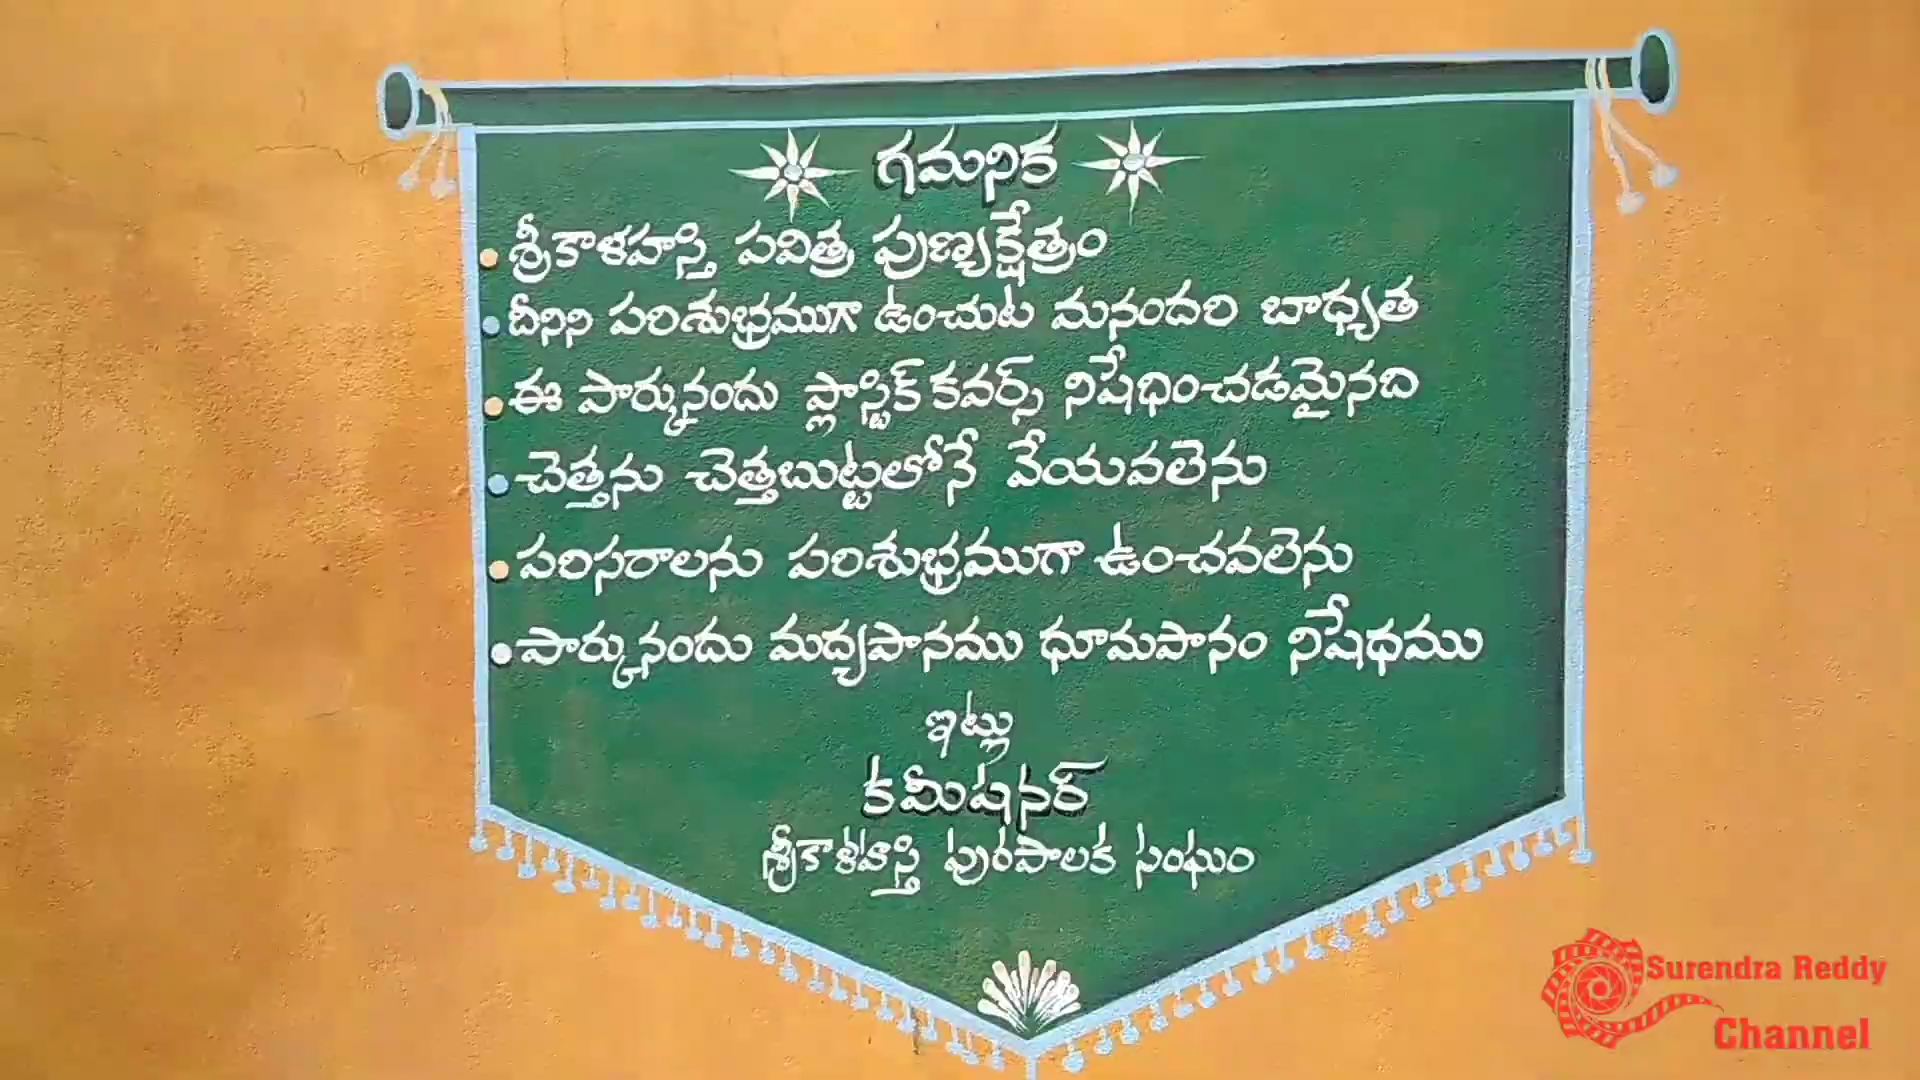 గమనిక
శ్రీకాళహస్తి పవిత్ర పుణ్యక్షేత్రం
దీనిని పరిశుభ్రముగా ఉంచుట మనందరి బాధ్యత
ఈ పార్కునందు ప్లాస్టిక్ కవర్స్ నిషేధించడమైనది
చెత్తను చెత్తబుట్టలోనే వేయవలెను
పరిసరాలను పరిశుభ్రముగా ఉంచవలెను
పార్కునందు మద్యపానము ధూమపానం నిషేధము
ఇట్లు
కమీషనర్
శ్రీకాళహస్తి పురపాలక సంఘం
Surendra Reddy
Channel